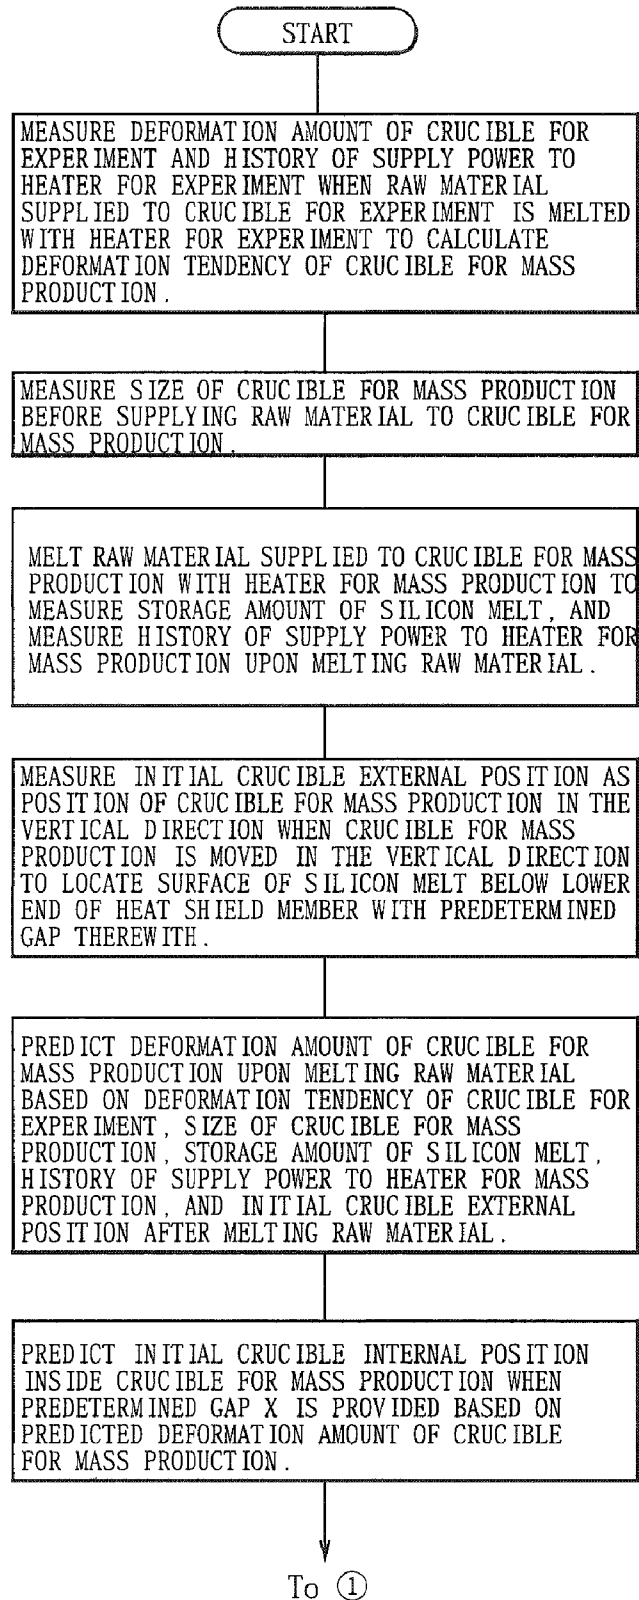 START
MEASURE DEFORMATION AMOUNT OF CRUCIBLE FOR
EXPERIMENT AND HISTORY OF SUPPLY POWER TO
HEATER FOR EXPERIMENT WHEN RAW MATERIAL
SUPPLIED TO CRUCIBLE FOR EXPERIMENT IS MELTED
WITH HEATER FOR EXPERIMENT TO CALCULATE
DEFORMATION TENDENCY OF CRUCIBLE FOR MASS
PRODUCTION.
MEASURE SIZE OF CRUCIBLE FOR MASS PRODUCTION
BEFORE SUPPLYING RAW MATERIAL TO CRUCIBLE FOR
MASS PRODUCTION.
MELT RAW MATERIAL SUPPLIED TO CRUCIBLE FOR MASS
PRODUCTION WITH HEATER FOR MASS PRODUCTION TO
MEASURE STORAGE AMOUNT OF SILICON MELT, AND
MEASURE HISTORY OF SUPPLY POWER TO HEATER FOR
MASS PRODUCTION UPON MELTING RAW MATERIAL.
MEASURE INITIAL CRUCIBLE EXTERNAL POSITION AS
POSITION OF CRUCIBLE FOR MASS PRODUCTION IN THE
VERTICAL DIRECTION WHEN CRUCIBLE FOR MASS
PRODUCTION IS MOVED IN THE VERTICAL DIRECTION
TO LOCATE SURFACE OF SILICON MELT BELOW LOWER
END OF HEAT SHIELD MEMBER WITH PREDETERMINED
GAP THEREWITH.
PREDICT DEFORMATION AMOUNT OF CRUCIBLE FOR
MASS PRODUCTION UPON MELTING RAW MATERIAL
BASED ON DEFORMATION TENDENCY OF CRUCIBLE FOR
EXPERIMENT, SIZE OF CRUCIBLE FOR MASS
PRODUCTION, STORAGE AMOUNT OF SILICON MELT,
HISTORY OF SUPPLY POWER TO HEATER FOR MASS
PRODUCTION, AND INITIAL CRUCIBLE EXTERNAL
POSITION AFTER MELTING RAW MATERIAL.
PREDICT INITIAL CRUCIBLE INTERNAL POSITION
INSIDE CRUCIBLE FOR MASS PRODUCTION WHEN
PREDETERMINED GAP X IS PROVIDED BASED ON
PREDICTED DEFORMATION AMOUNT OF CRUCIBLE
FOR MASS PRODUCTION.
To ①